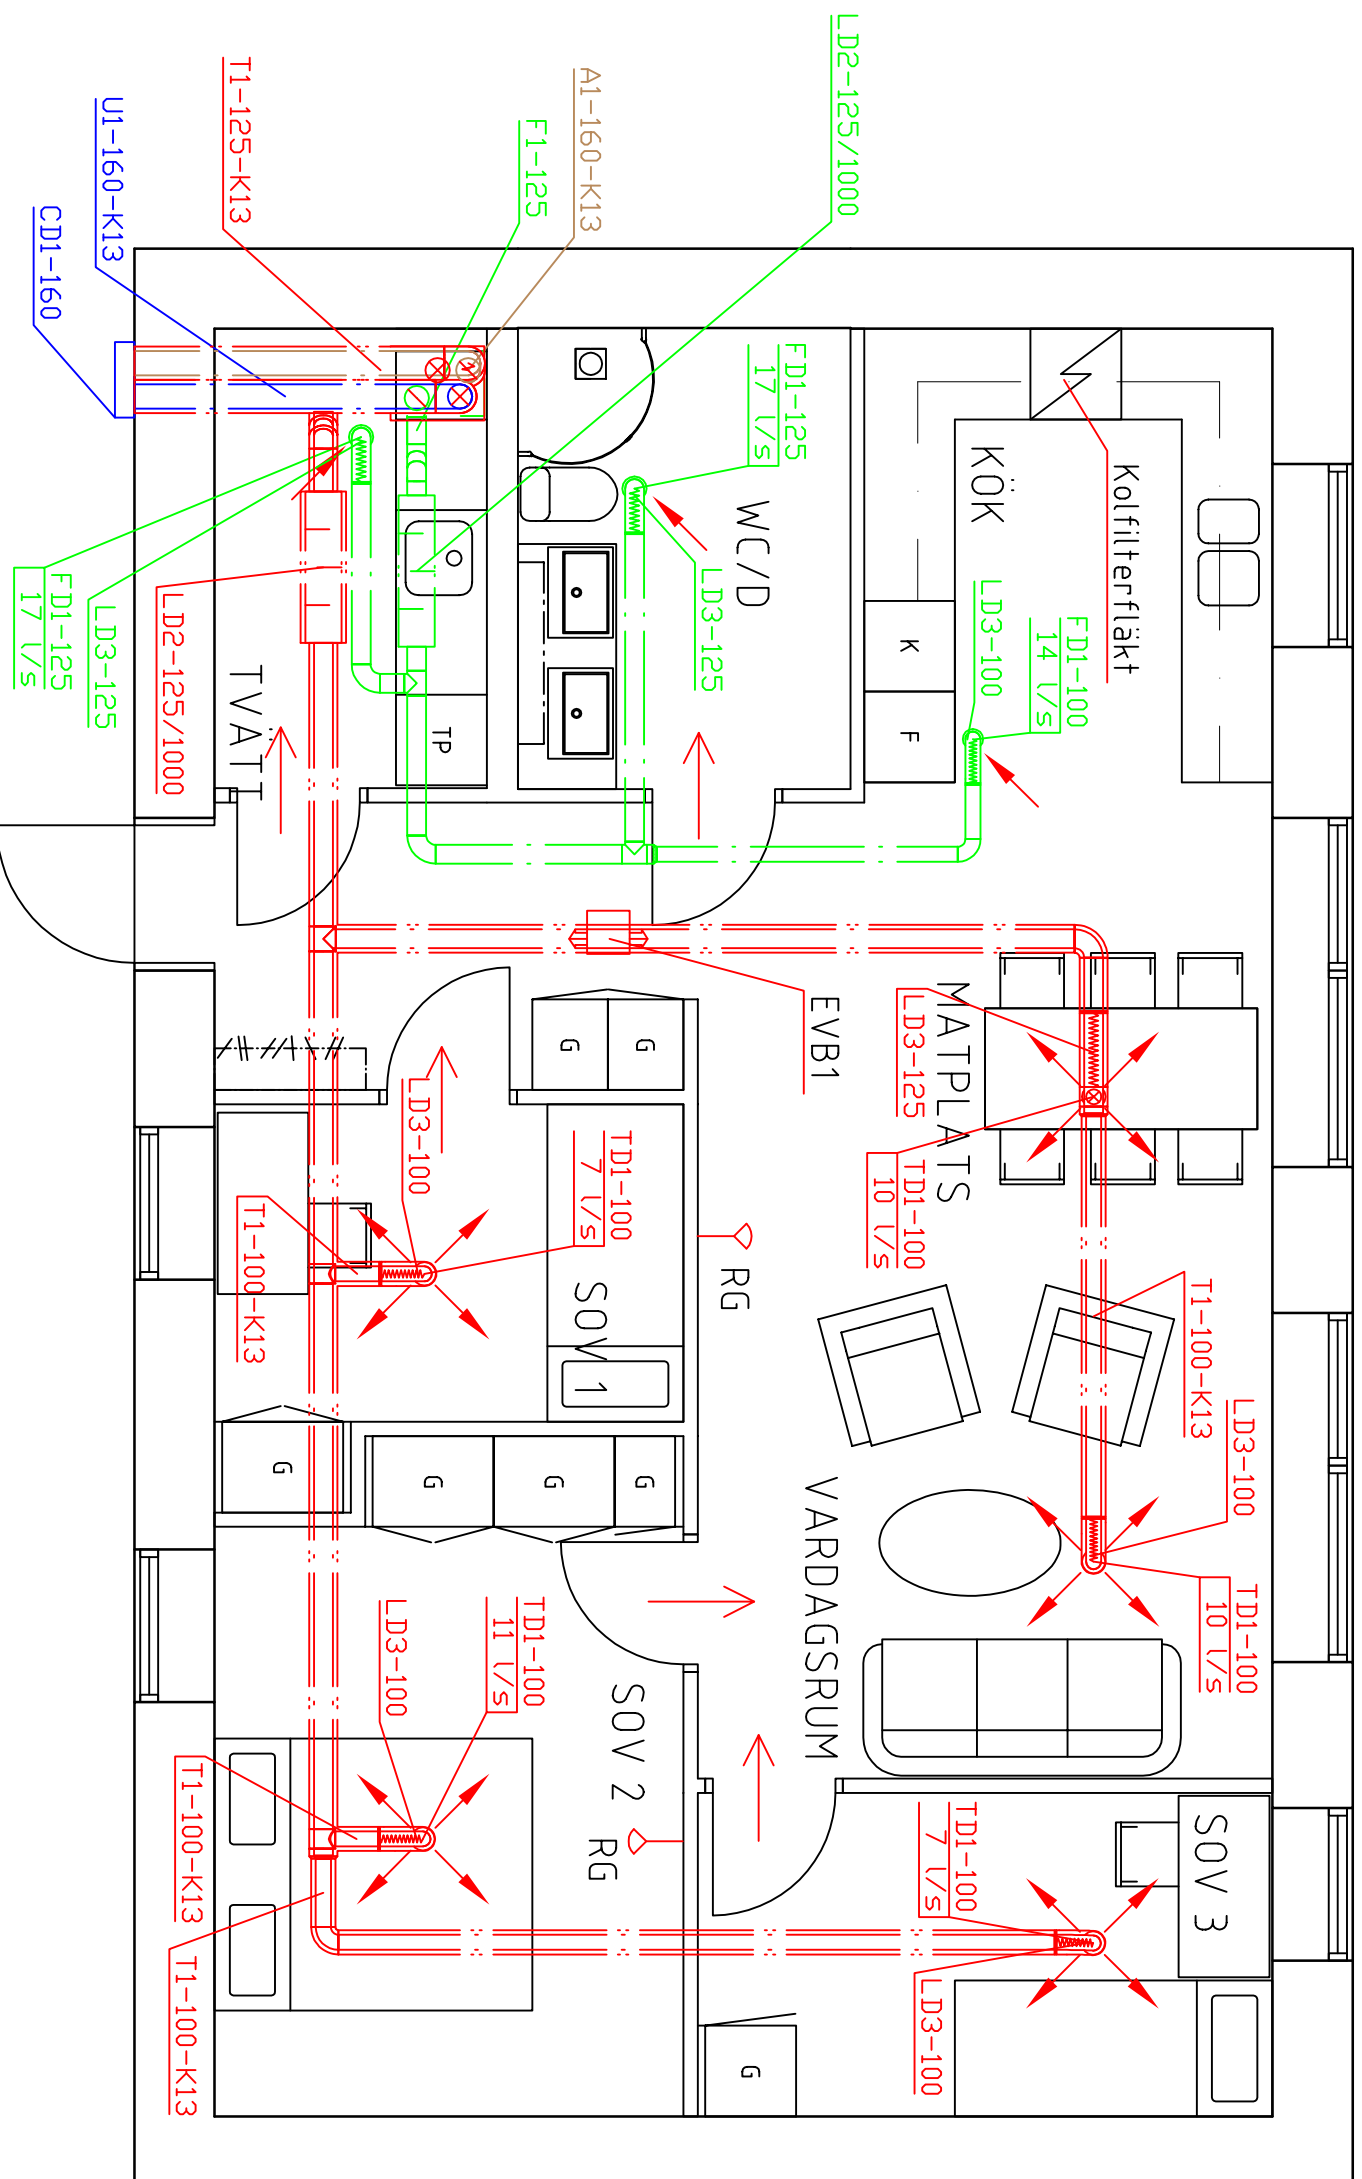 LD2-125/1000
A1-160-K13
F1-125
T1-125-K13
U1-160-K13
CD1-160
Kolfilterfläkt
KÖK
FD1-100
14 l/s
LD3-100
K
F
FD1-125
17 l/s
WC/D
LD3-125
TP
TVÄTT
LD2-125/1000
LD3-125
FD1-125
17 l/s
EVB1
MATPLATS
LD3-125
TD1-100
10 l/s
T1-100-K13
LD3-100
TD1-100
10 l/s
RG
VARDAGSRUM
G
G
LD3-100
TD1-100
7 l/s
SOV 1
T1-100-K13
G
G
G
G
TD1-100
11 l/s
LD3-100
SOV 2
RG
T1-100-K13
T1-100-K13
SOV 3
TD1-100
7 l/s
LD3-100
G